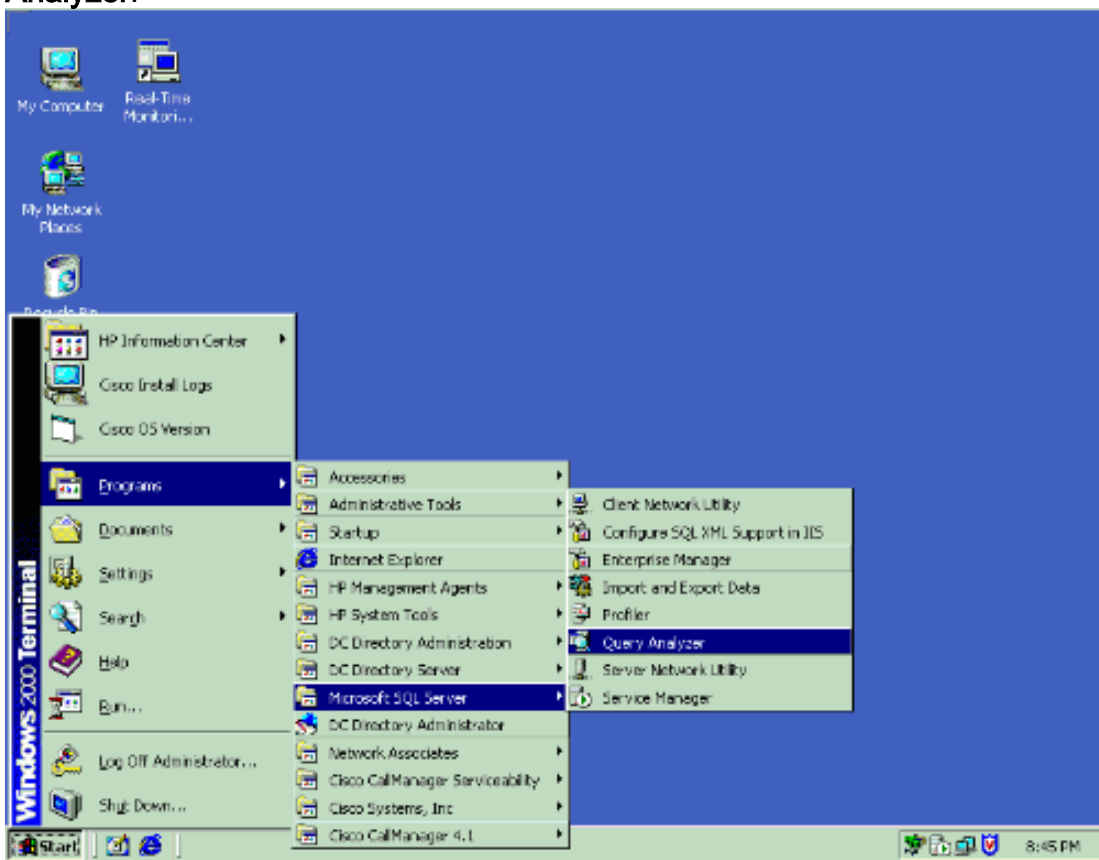 Analyzer.
My Computer
Real-Time
Monitori...
My Network
Places
Recycle Bin
HP Information Center
Cisco Install Logs
Cisco OS Version
Programs
Documents
Settings
Search
Help
Run...
Log Off Administrator...
Shut Down...
Windows 2000 Terminal
Accessories
Administrative Tools
Startup
Internet Explorer
HP Management Agents
HP System Tools
DC Directory Administration
DC Directory Server
Microsoft SQL Server
DC Directory Administrator
Network Associates
Cisco CallManager Serviceability
Cisco Systems, Inc
Cisco CallManager 4.1
Client Network Utility
Configure SQL XML Support in IIS
Enterprise Manager
Import and Export Data
Profiler
Query Analyzer
Server Network Utility
Service Manager
Start
8:45 PM